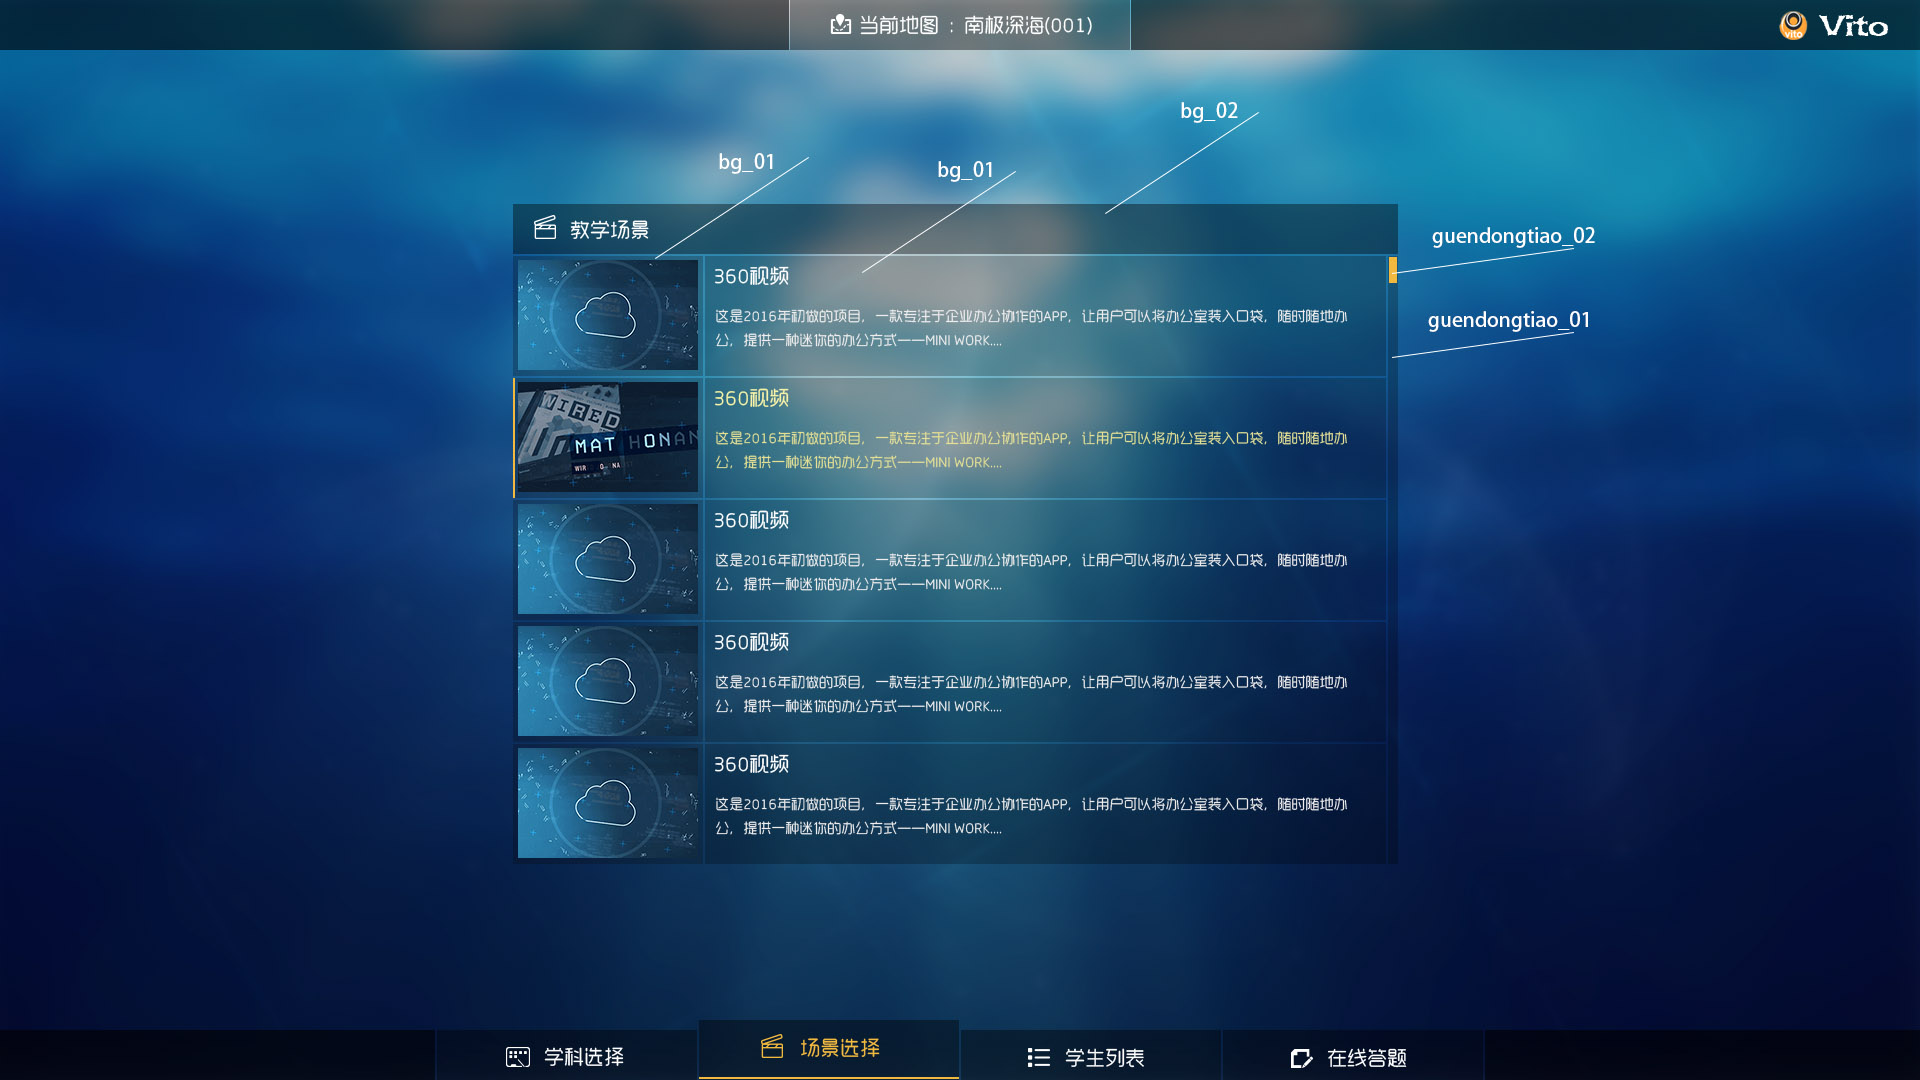 当前地图 : 南极深海(001)
vito Vito
bg_02
bg_01
bg_01
教学场景
guendongtiao_02
guendongtiao_01
360视频
这是2016年初做的项目, 一款专注于企业办公协作的APP, 让用户可以将办公室装入口袋, 随时随地办
公, 提供一种迷你的办公方式——MINI WORK....
WIRED
MAT HONAN
360视频
这是2016年初做的项目, 一款专注于企业办公协作的APP, 让用户可以将办公室装入口袋, 随时随地办
公, 提供一种迷你的办公方式——MINI WORK....
360视频
这是2016年初做的项目, 一款专注于企业办公协作的APP, 让用户可以将办公室装入口袋, 随时随地办
公, 提供一种迷你的办公方式——MINI WORK....
360视频
这是2016年初做的项目, 一款专注于企业办公协作的APP, 让用户可以将办公室装入口袋, 随时随地办
公, 提供一种迷你的办公方式——MINI WORK....
360视频
这是2016年初做的项目, 一款专注于企业办公协作的APP, 让用户可以将办公室装入口袋, 随时随地办
公, 提供一种迷你的办公方式——MINI WORK....
学科选择
场景选择
学生列表
在线答题